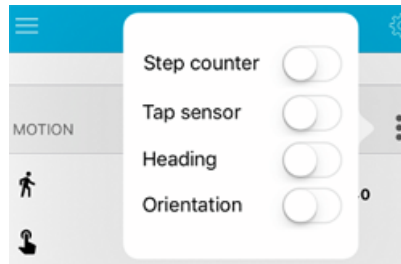 Step counter
Tap sensor
MOTION
Heading
Orientation